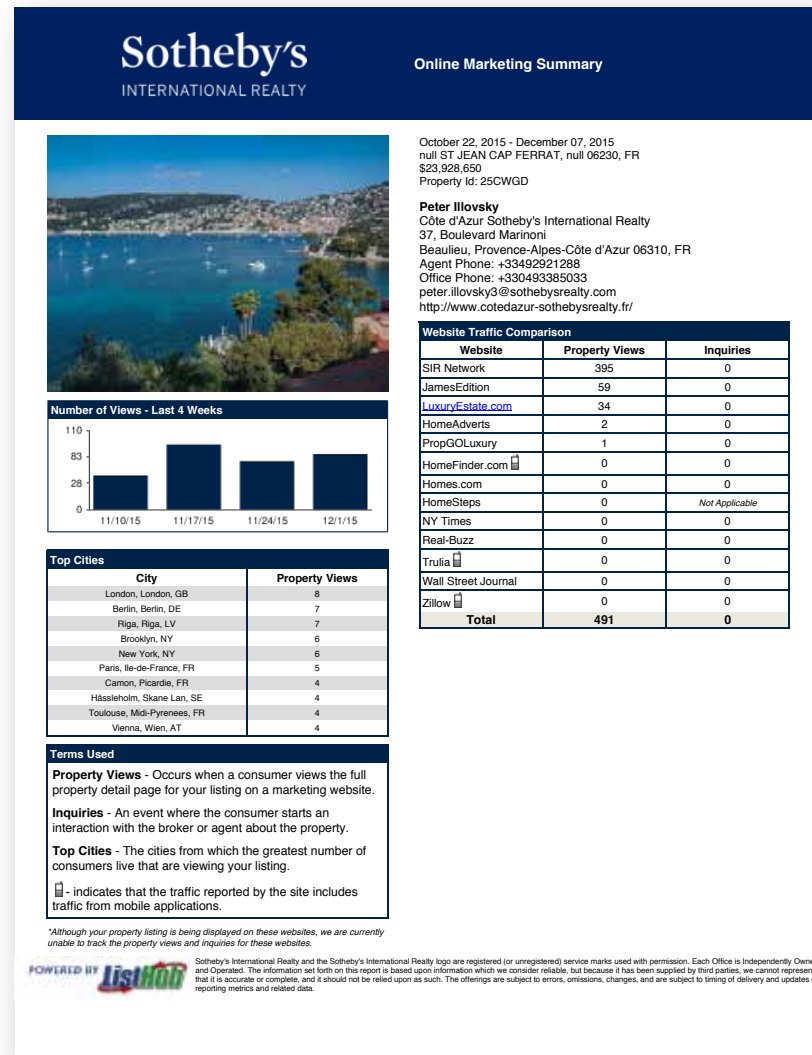 Sotheby's
INTERNATIONAL REALTY
Online Marketing Summary
October 22, 2015 - December 07, 2015
null ST JEAN CAP FERRAT, null 06230, FR
$23,928,650
Property Id: 25CWGD
Peter Illovsky
Côte d'Azur Sotheby's International Realty
37, Boulevard Marinoni
Beaulieu, Provence-Alpes-Côte d'Azur 06310, FR
Agent Phone: +33492921288
Office Phone: +330493385033
peter.illovsky3@sothebysrealty.com
http://www.cotedazur-sothebysrealty.fr/
Website Traffic Comparison
Website Property Views Inquiries
SIR Network 395 0
JamesEdition 59 0
LuxuryEstate.com 34 0
HomeAdverts 2 0
PropGOLuxury 1 0
HomeFinder.com 0 0
Homes.com 0 0
HomeSteps 0 Not Applicable
NY Times 0 0
Real-Buzz 0 0
Trulia 0 0
Wall Street Journal 0 0
Zillow 0 0
Total 491 0
Number of Views - Last 4 Weeks
110
83
28
0
11/10/15 11/17/15 11/24/15 12/1/15
Top Cities
City Property Views
London, London, GB 8
Berlin, Berlin, DE 7
Riga, Riga, LV 7
Brooklyn, NY 6
New York, NY 6
Paris, Ile-de-France, FR 5
Camon, Picardie, FR 4
Hässleholm, Skane Lan, SE 4
Toulouse, Midi-Pyrenees, FR 4
Vienna, Wien, AT 4
Terms Used
Property Views - Occurs when a consumer views the full
property detail page for your listing on a marketing website.
Inquiries - An event where the consumer starts an
interaction with the broker or agent about the property.
Top Cities - The cities from which the greatest number of
consumers live that are viewing your listing.
- indicates that the traffic reported by the site includes
traffic from mobile applications.
*Although your property listing is being displayed on these websites, we are currently
unable to track the property views and inquiries for these websites.
POWERED BY ListHub
Sotheby's International Realty and the Sotheby's International Realty logo are registered (or unregistered) service marks used with permission. Each Office is Independently Owne
and Operated. The information set forth on this report is based upon information which we consider reliable, but because it has been supplied by third parties, we cannot represen
that it is accurate or complete, and it should not be relied upon as such. The offerings are subject to errors, omissions, changes, and are subject to timing of delivery and updates
reporting metrics and related data.